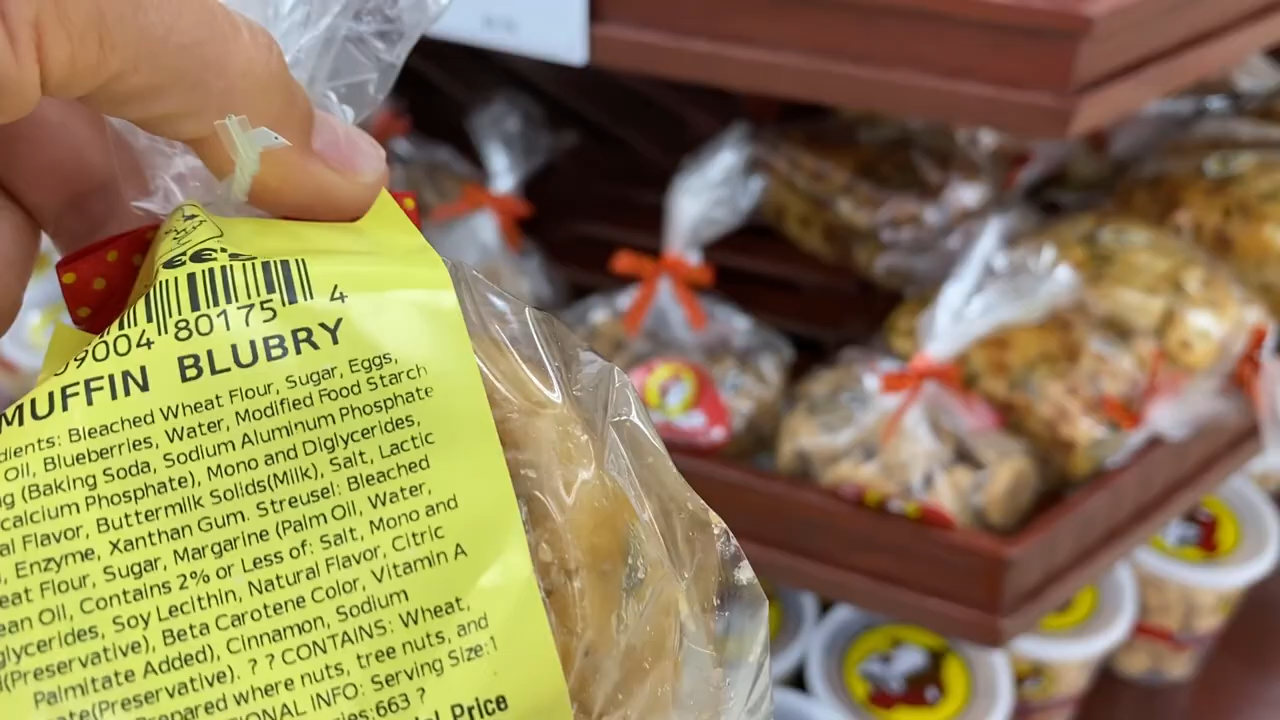 ee's
09004 80175 4
MUFFIN BLUBRY
dients: Bleached Wheat Flour, Sugar, Eggs,
Oil, Blueberries, Water, Modified Food Starch
g (Baking Soda, Sodium Aluminum Phosphate
calcium Phosphate), Mono and Diglycerides,
al Flavor, Buttermilk Solids(Milk), Salt, Lactic
, Enzyme, Xanthan Gum. Streusel: Bleached
eat Flour, Sugar, Margarine (Palm Oil, Water,
ean Oil, Contains 2% or Less of: Salt, Mono and
glycerides, Soy Lecithin, Natural Flavor, Citric
(Preservative), Beta Carotene Color, Vitamin A
Palmitate Added), Cinnamon, Sodium
ate(Preservative). ? ? CONTAINS: Wheat,
Prepared where nuts, tree nuts, and
ONAL INFO: Serving Size:1
ies:663 ?
Price